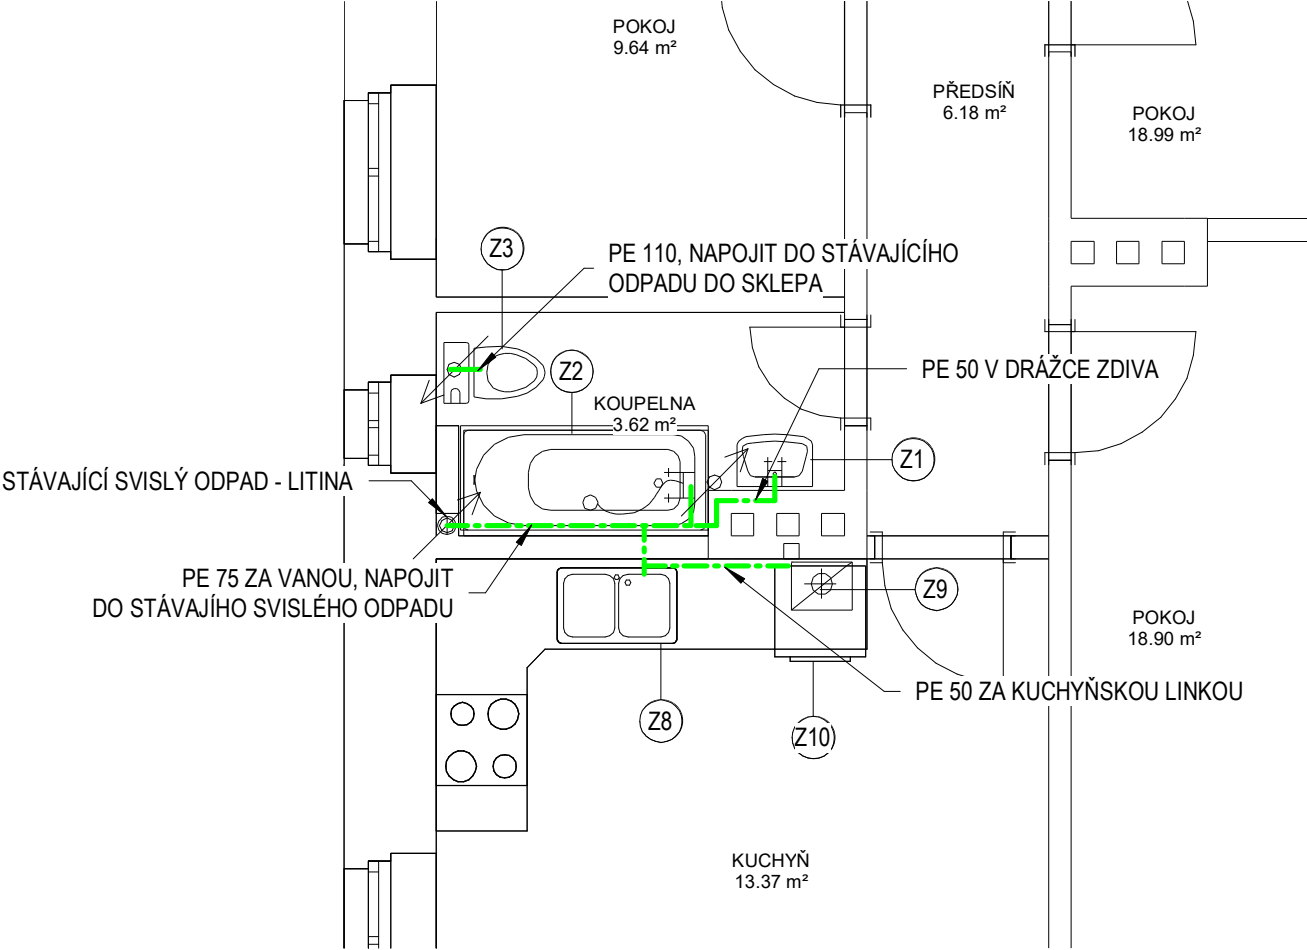 POKOJ
9.64 m²
PŘEDSÍŇ
6.18 m²
POKOJ
18.99 m²
Z3
PE 110, NAPOJIT DO STÁVAJÍCÍHO
ODPADU DO SKLEPA
Z2
PE 50 V DRÁŽCE ZDIVA
KOUPELNA
3.62 m²
Z1
STÁVAJÍCÍ SVISLÝ ODPAD - LITINA
PE 75 ZA VANOU, NAPOJIT
DO STÁVAJÍHO SVISLÉHO ODPADU
Z9
POKOJ
18.90 m²
PE 50 ZA KUCHYŇSKOU LINKOU
Z8
Z10
KUCHYŇ
13.37 m²